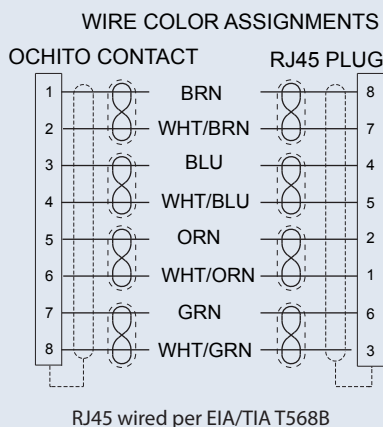 WIRE COLOR ASSIGNMENTS
OCHITO CONTACT RJ45 PLUG
1 BRN 8
2 WHT/BRN 7
3 BLU 4
4 WHT/BLU 5
5 ORN 2
6 WHT/ORN 1
7 GRN 6
8 WHT/GRN 3
RJ45 wired per EIA/TIA T568B